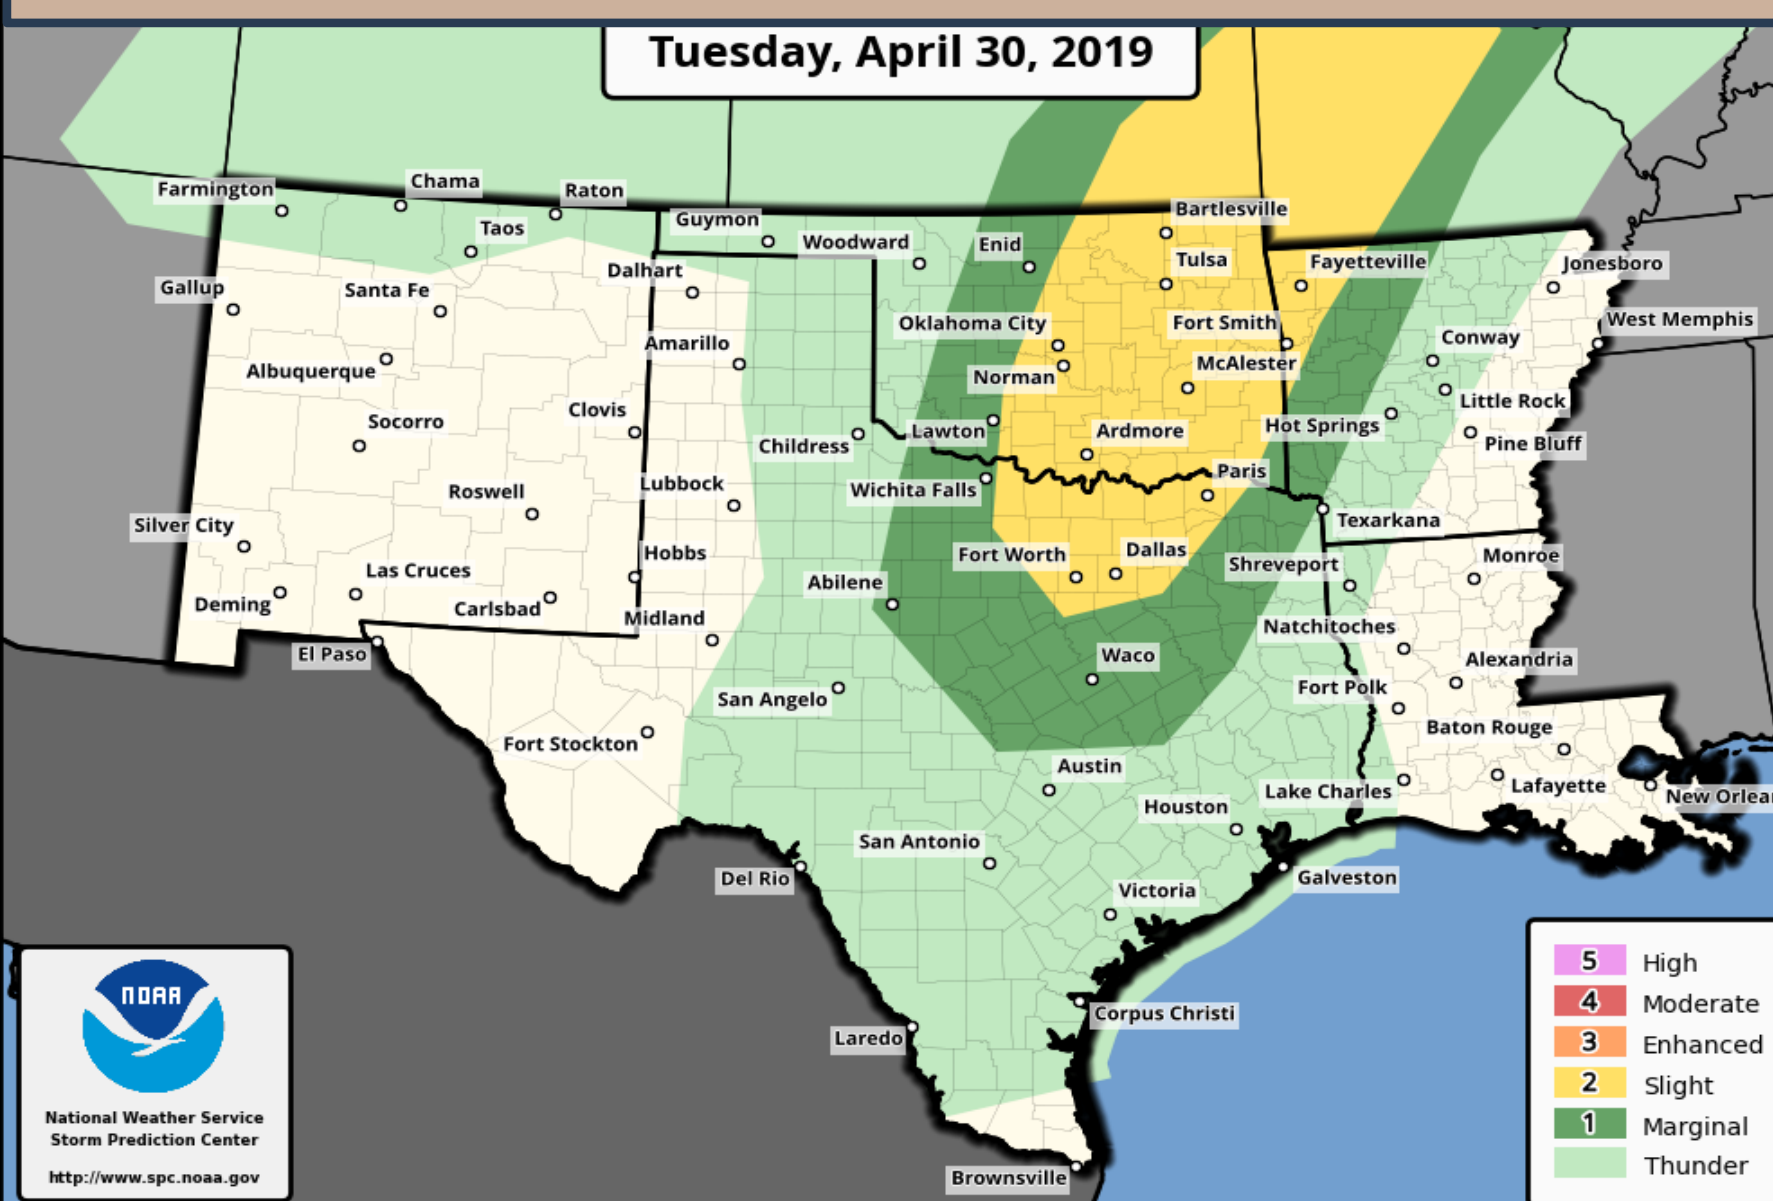 Tuesday, April 30, 2019
Farmington
Chama
Raton
Taos
Guymon
Woodward
Enid
Bartlesville
Gallup
Santa Fe
Dalhart
Tulsa
Fayetteville
Jonesboro
Albuquerque
Amarillo
Oklahoma City
Fort Smith
West Memphis
Norman
McAlester
Conway
Socorro
Clovis
Childress
Lawton
Ardmore
Hot Springs
Little Rock
Pine Bluff
Roswell
Lubbock
Wichita Falls
Paris
Silver City
Texarkana
Hobbs
Fort Worth
Dallas
Shreveport
Monroe
Deming
Las Cruces
Carlsbad
Abilene
Midland
Natchitoches
El Paso
Waco
Alexandria
San Angelo
Fort Polk
Fort Stockton
Baton Rouge
Austin
Houston
Lake Charles
Lafayette
New Orlea
San Antonio
Del Rio
Galveston
Victoria
Corpus Christi
Laredo
Brownsville
NOAA
National Weather Service
Storm Prediction Center
http://www.spc.noaa.gov
5 High
4 Moderate
3 Enhanced
2 Slight
1 Marginal
Thunder